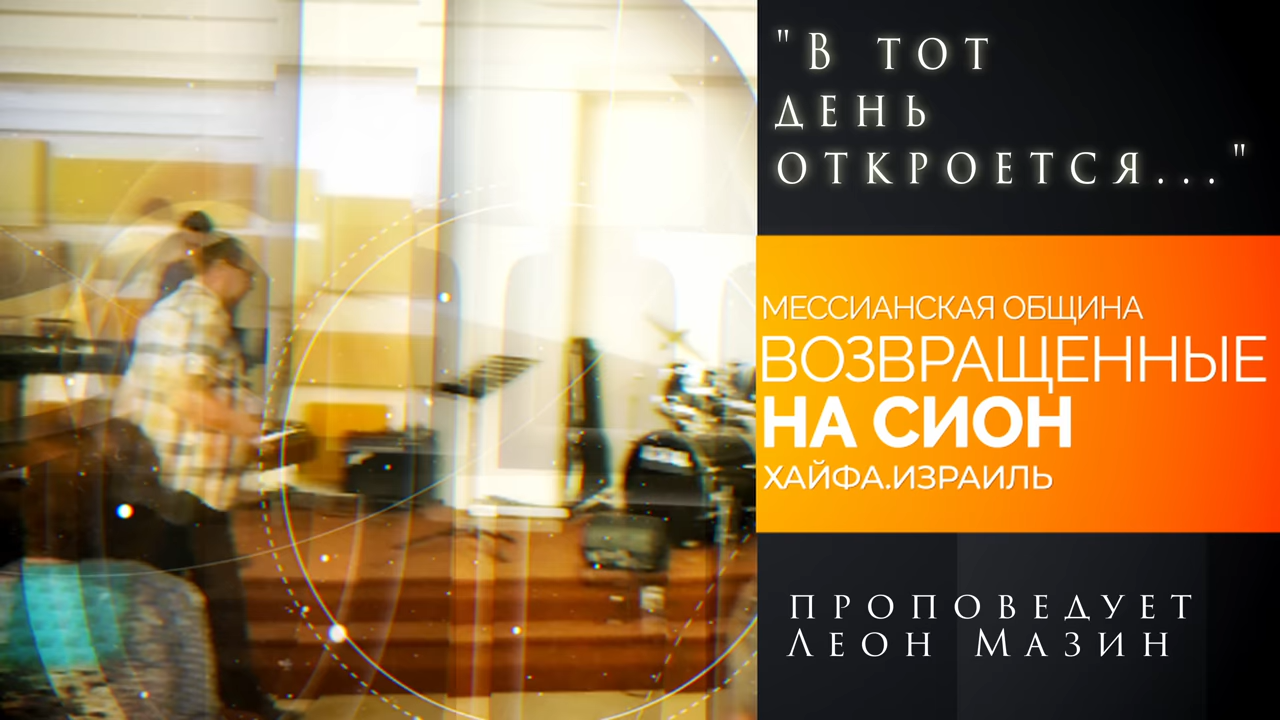 "В тот
день
откроется..."
МЕССИАНСКАЯ ОБЩИНА
ВОЗВРАЩЕННЫЕ
НА СИОН
ХАЙФА.ИЗРАИЛЬ
проповедует
Леон Мазин